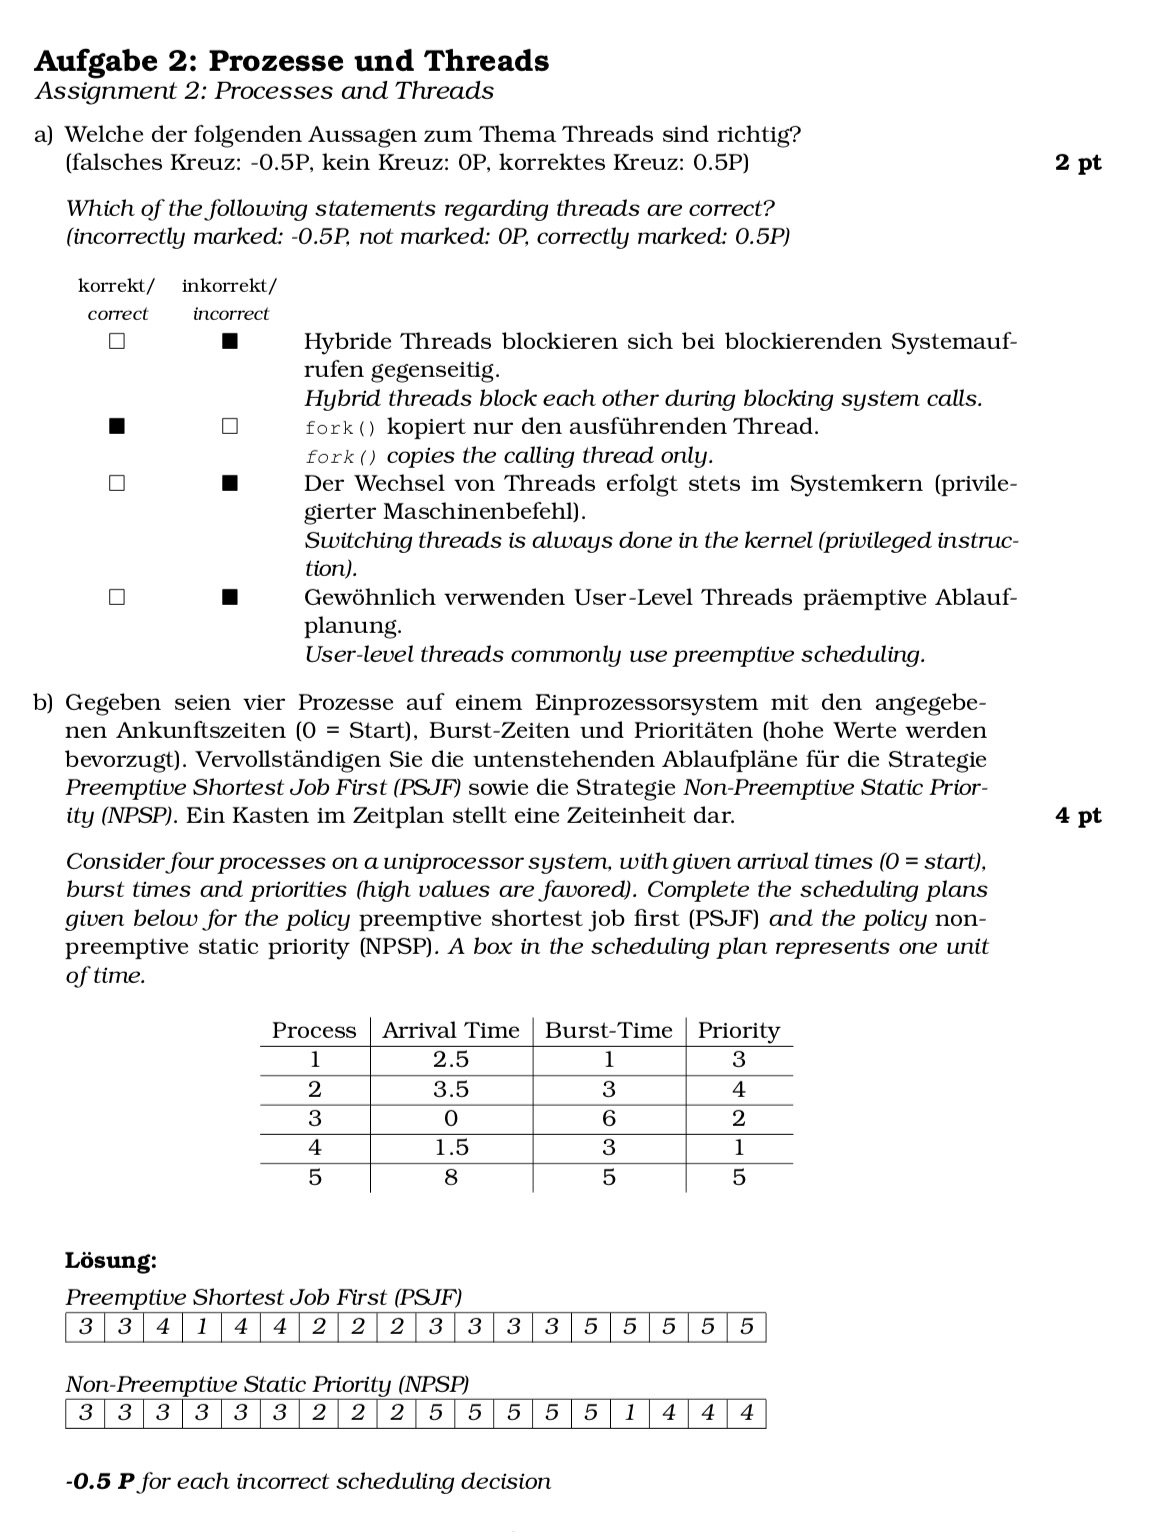 Aufgabe 2: Prozesse und Threads
Assignment 2: Processes and Threads
a) Welche der folgenden Aussagen zum Thema Threads sind richtig?
(falsches Kreuz: -0.5P, kein Kreuz: 0P, korrektes Kreuz: 0.5P) 2 pt
Which of the following statements regarding threads are correct?
(incorrectly marked: -0.5P, not marked: 0P, correctly marked: 0.5P)
korrekt/ inkorrekt/
correct incorrect
□ ■ Hybride Threads blockieren sich bei blockierenden Systemauf-
rufen gegenseitig.
Hybrid threads block each other during blocking system calls.
■ □ fork() kopiert nur den ausführenden Thread.
fork() copies the calling thread only.
□ ■ Der Wechsel von Threads erfolgt stets im Systemkern (privile-
gierter Maschinenbefehl).
Switching threads is always done in the kernel (privileged instruc-
tion).
□ ■ Gewöhnlich verwenden User-Level Threads präemptive Ablauf-
planung.
User-level threads commonly use preemptive scheduling.
b) Gegeben seien vier Prozesse auf einem Einprozessorsystem mit den angegebe-
nen Ankunftszeiten (0 = Start), Burst-Zeiten und Prioritäten (hohe Werte werden
bevorzugt). Vervollständigen Sie die untenstehenden Ablaufpläne für die Strategie
Preemptive Shortest Job First (PSJF) sowie die Strategie Non-Preemptive Static Prior-
ity (NPSP). Ein Kasten im Zeitplan stellt eine Zeiteinheit dar. 4 pt
Consider four processes on a uniprocessor system, with given arrival times (0 = start),
burst times and priorities (high values are favored). Complete the scheduling plans
given below for the policy preemptive shortest job first (PSJF) and the policy non-
preemptive static priority (NPSP). A box in the scheduling plan represents one unit
of time.
Process Arrival Time Burst-Time Priority
1 2.5 1 3
2 3.5 3 4
3 0 6 2
4 1.5 3 1
5 8 5 5
Lösung:
Preemptive Shortest Job First (PSJF)
3 3 4 1 4 4 2 2 2 3 3 3 3 5 5 5 5 5
Non-Preemptive Static Priority (NPSP)
3 3 3 3 3 3 2 2 2 5 5 5 5 5 1 4 4 4
-0.5 P for each incorrect scheduling decision